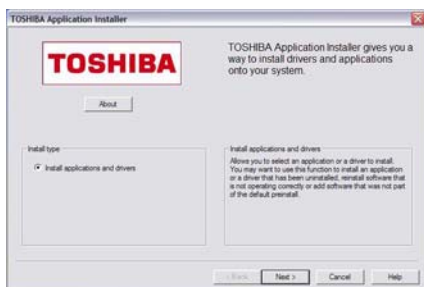 TOSHIBA Application Installer
TOSHIBA
TOSHIBA Application Installer gives you a
way to install drivers and applications
onto your system.
About
Install type
Install applications and drivers
Install applications and drivers
Allows you to select an application or a driver to install.
You may want to use this function to install an application
or a driver that has been uninstalled, reinstall software that
is not operating correctly or add software that was not part
of the default preinstall.
< Back
Next >
Cancel
Help